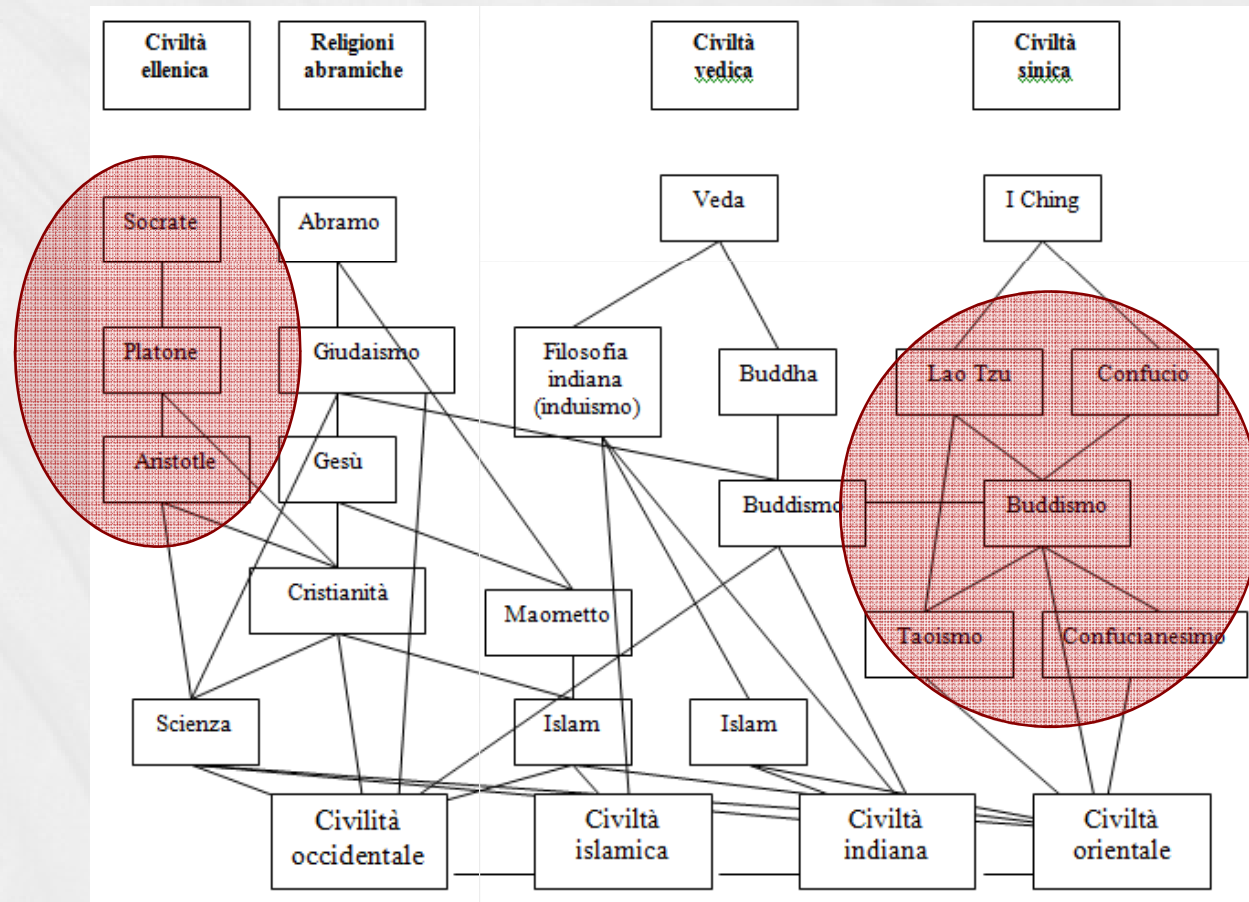 Civiltà
ellenica
Religioni
abramiche
Civiltà
vedica
Civiltà
sinica
Socrate
Abramo
Veda
I Ching
Platone
Giudaismo
Filosofia
indiana
(induismo)
Buddha
Lao Tzu
Confucio
Aristotle
Gesù
Buddismo
Buddismo
Cristianità
Maometto
Taoismo
Confucianesimo
Scienza
Islam
Islam
Civilità
occidentale
Civiltà
islamica
Civiltà
indiana
Civiltà
orientale